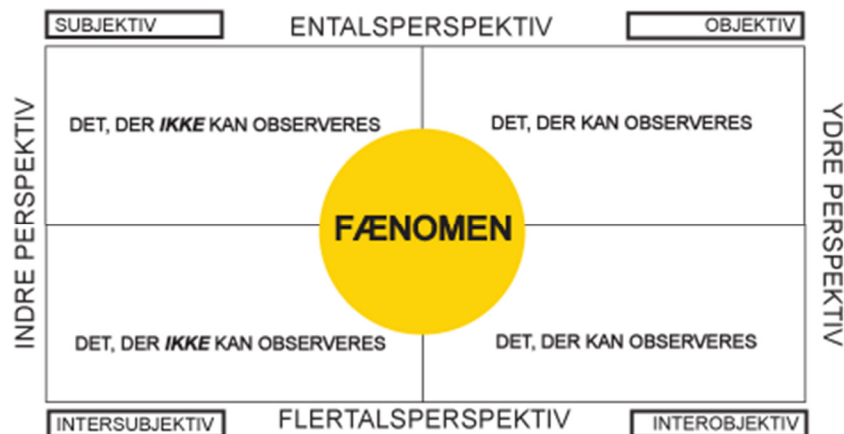 SUBJEKTIV
ENTALSPERSPEKTIV
OBJEKTIV
INDRE PERSPEKTIV
DET, DER IKKE KAN OBSERVERES
DET, DER KAN OBSERVERES
YDRE PERSPEKTIV
FÆNOMEN
DET, DER IKKE KAN OBSERVERES
DET, DER KAN OBSERVERES
INTERSUBJEKTIV
FLERTALSPERSPEKTIV
INTEROBJEKTIV